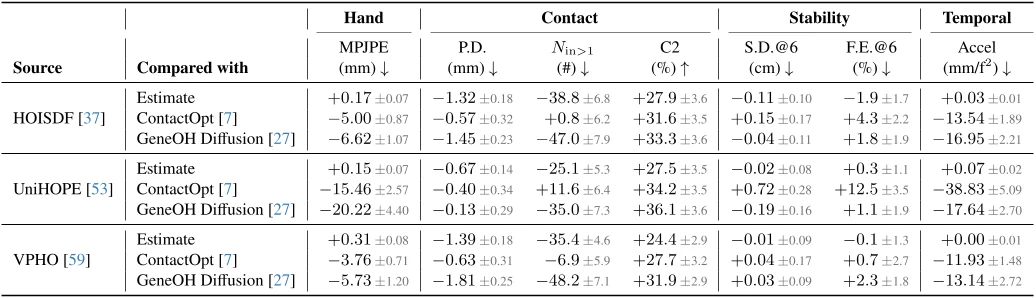 Hand Contact Stability Temporal
MPJPE P.D. N_in>1 C2 S.D.@6 F.E.@6 Accel
Source Compared with (mm) ↓ (mm) ↓ (#) ↓ (%) ↑ (cm) ↓ (%) ↓ (mm/f²) ↓
Estimate +0.17 ±0.07 −1.32 ±0.18 −38.8 ±6.8 +27.9 ±3.6 −0.11 ±0.10 −1.9 ±1.7 +0.03 ±0.01
HOISDF [37] ContactOpt [7] −5.00 ±0.87 −0.57 ±0.32 +0.8 ±6.2 +31.6 ±3.5 +0.15 ±0.17 +4.3 ±2.2 −13.54 ±1.89
GeneOH Diffusion [27] −6.62 ±1.07 −1.45 ±0.23 −47.0 ±7.9 +33.3 ±3.6 −0.04 ±0.11 +1.8 ±1.9 −16.95 ±2.21
Estimate +0.15 ±0.07 −0.67 ±0.14 −25.1 ±5.3 +27.5 ±3.5 −0.02 ±0.08 +0.3 ±1.1 +0.07 ±0.02
UniHOPE [53] ContactOpt [7] −15.46 ±2.57 −0.40 ±0.34 +11.6 ±6.4 +34.2 ±3.5 +0.72 ±0.28 +12.5 ±3.5 −38.83 ±5.09
GeneOH Diffusion [27] −20.22 ±4.40 −0.13 ±0.29 −35.0 ±7.3 +36.1 ±3.6 −0.19 ±0.16 +1.1 ±1.9 −17.64 ±2.70
Estimate +0.31 ±0.08 −1.39 ±0.18 −35.4 ±4.6 +24.4 ±2.9 −0.01 ±0.09 −0.1 ±1.3 +0.00 ±0.01
VPHO [59] ContactOpt [7] −3.76 ±0.71 −0.63 ±0.31 −6.9 ±5.9 +27.7 ±3.2 +0.04 ±0.17 +0.7 ±2.7 −11.93 ±1.48
GeneOH Diffusion [27] −5.73 ±1.20 −1.81 ±0.25 −48.2 ±7.1 +31.9 ±2.9 +0.03 ±0.09 +2.3 ±1.8 −13.14 ±2.72